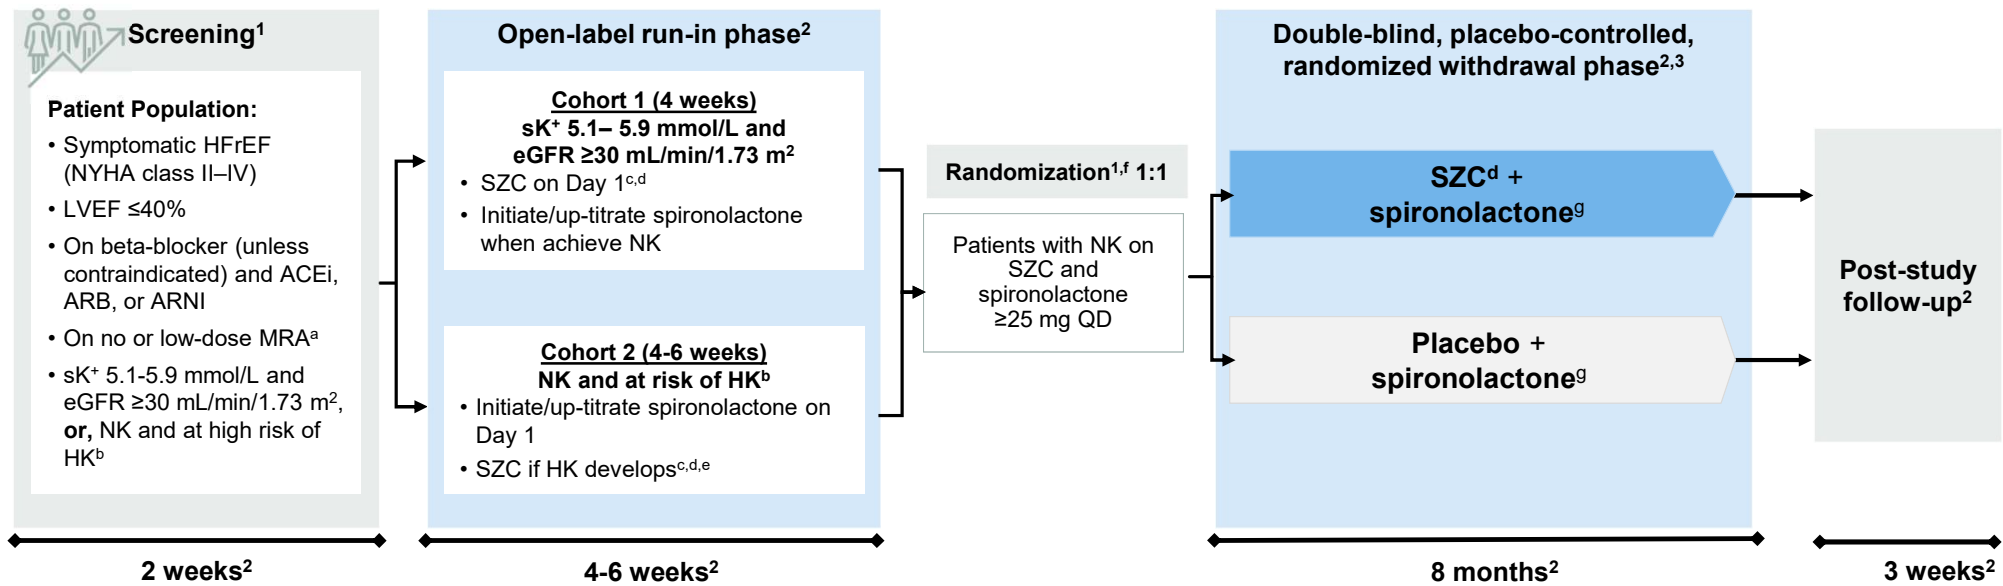 Screening¹
Patient Population:
• Symptomatic HFrEF
(NYHA class II–IV)
• LVEF ≤40%
• On beta-blocker (unless
contraindicated) and ACEi,
ARB, or ARNI
• On no or low-dose MRAᵃ
• sK⁺ 5.1-5.9 mmol/L and
eGFR ≥30 mL/min/1.73 m²,
or, NK and at high risk of
HKᵇ
2 weeks²
Open-label run-in phase²
Cohort 1 (4 weeks)
sK⁺ 5.1– 5.9 mmol/L and
eGFR ≥30 mL/min/1.73 m²
• SZC on Day 1ᶜ,ᵈ
• Initiate/up-titrate spironolactone
when achieve NK
Cohort 2 (4-6 weeks)
NK and at risk of HKᵇ
• Initiate/up-titrate spironolactone on
Day 1
• SZC if HK developsᶜ,ᵈ,ᵉ
4-6 weeks²
Randomization¹,ᶠ 1:1
Patients with NK on
SZC and
spironolactone
≥25 mg QD
Double-blind, placebo-controlled,
randomized withdrawal phase²,³
SZCᵈ +
spironolactoneᵍ
Placebo +
spironolactoneᵍ
8 months²
Post-study
follow-up²
3 weeks²